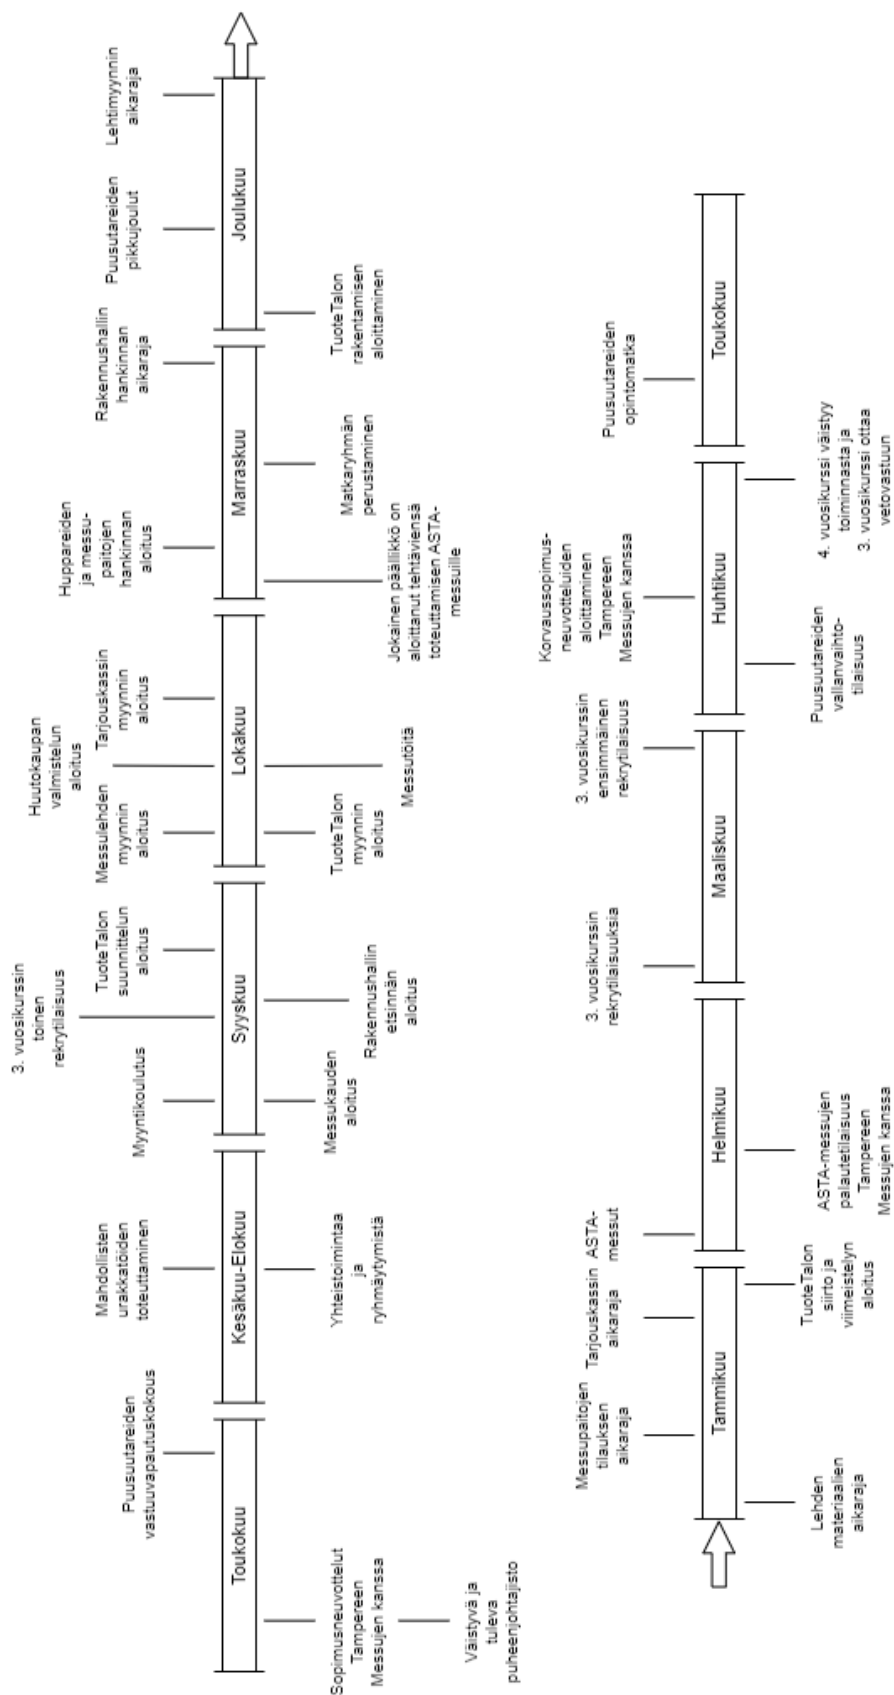 3. vuosikurssin
toinen
rekrytilaisuus
Huutokaupan
valmistelun
aloitus
Puusuutareiden
vastuuvapautuskokous
Mahdollisten
urakkatöiden
toteuttaminen
Myyntikoulutus
TuoteTalon
suunnittelun
aloitus
Messulehden
myynnin
aloitus
Tarjouskassin
myynnin
aloitus
Huppareiden
ja messu-
paitojen
hankinnan
aloitus
Rakennushallin
hankinnan
aikaraja
Puusutareiden
pikkujoulut
Lehtimyynnin
aikaraja
Toukokuu
Kesäkuu-Elokuu
Syyskuu
Lokakuu
Marraskuu
Joulukuu
Sopimusneuvottelut
Tampereen
Messujen kanssa
Väistyvä ja
tuleva
puheenjohtajisto
Yhteistoimintaa
ja
ryhmäytymistä
Messukauden
aloitus
Rakennushallin
etsinnän
aloitus
TuoteTalon
myynnin
aloitus
Messutöitä
Jokainen päällikkö on
aloittanut tehtäviensä
toteuttamisen ASTA-
messuille
Matkaryhmän
perustaminen
TuoteTalon
rakentamisen
aloittaminen
Messupaitojen
tilauksen
aikaraja
Tarjouskassin
aikaraja
ASTA-
messut
3. vuosikurssin
rekrytilaisuuksia
3. vuosikurssin
ensimmäinen
rekrytilaisuus
Korvaussopimus-
neuvotteluiden
aloittaminen
Tampereen
Messujen kanssa
Puusuutareiden
opintomatka
Tammikuu
Helmikuu
Maaliskuu
Huhtikuu
Toukokuu
Lehden
materiaalien
aikaraja
TuoteTalon
siirto ja
viimeistelyn
aloitus
ASTA-messujen
palautetilaisuus
Tampereen
Messujen kanssa
Puusuutareiden
vallanvaihto-
tilaisuus
4. vuosikurssi väistyy
toiminnasta ja
3. vuosikurssi ottaa
vetovastuun